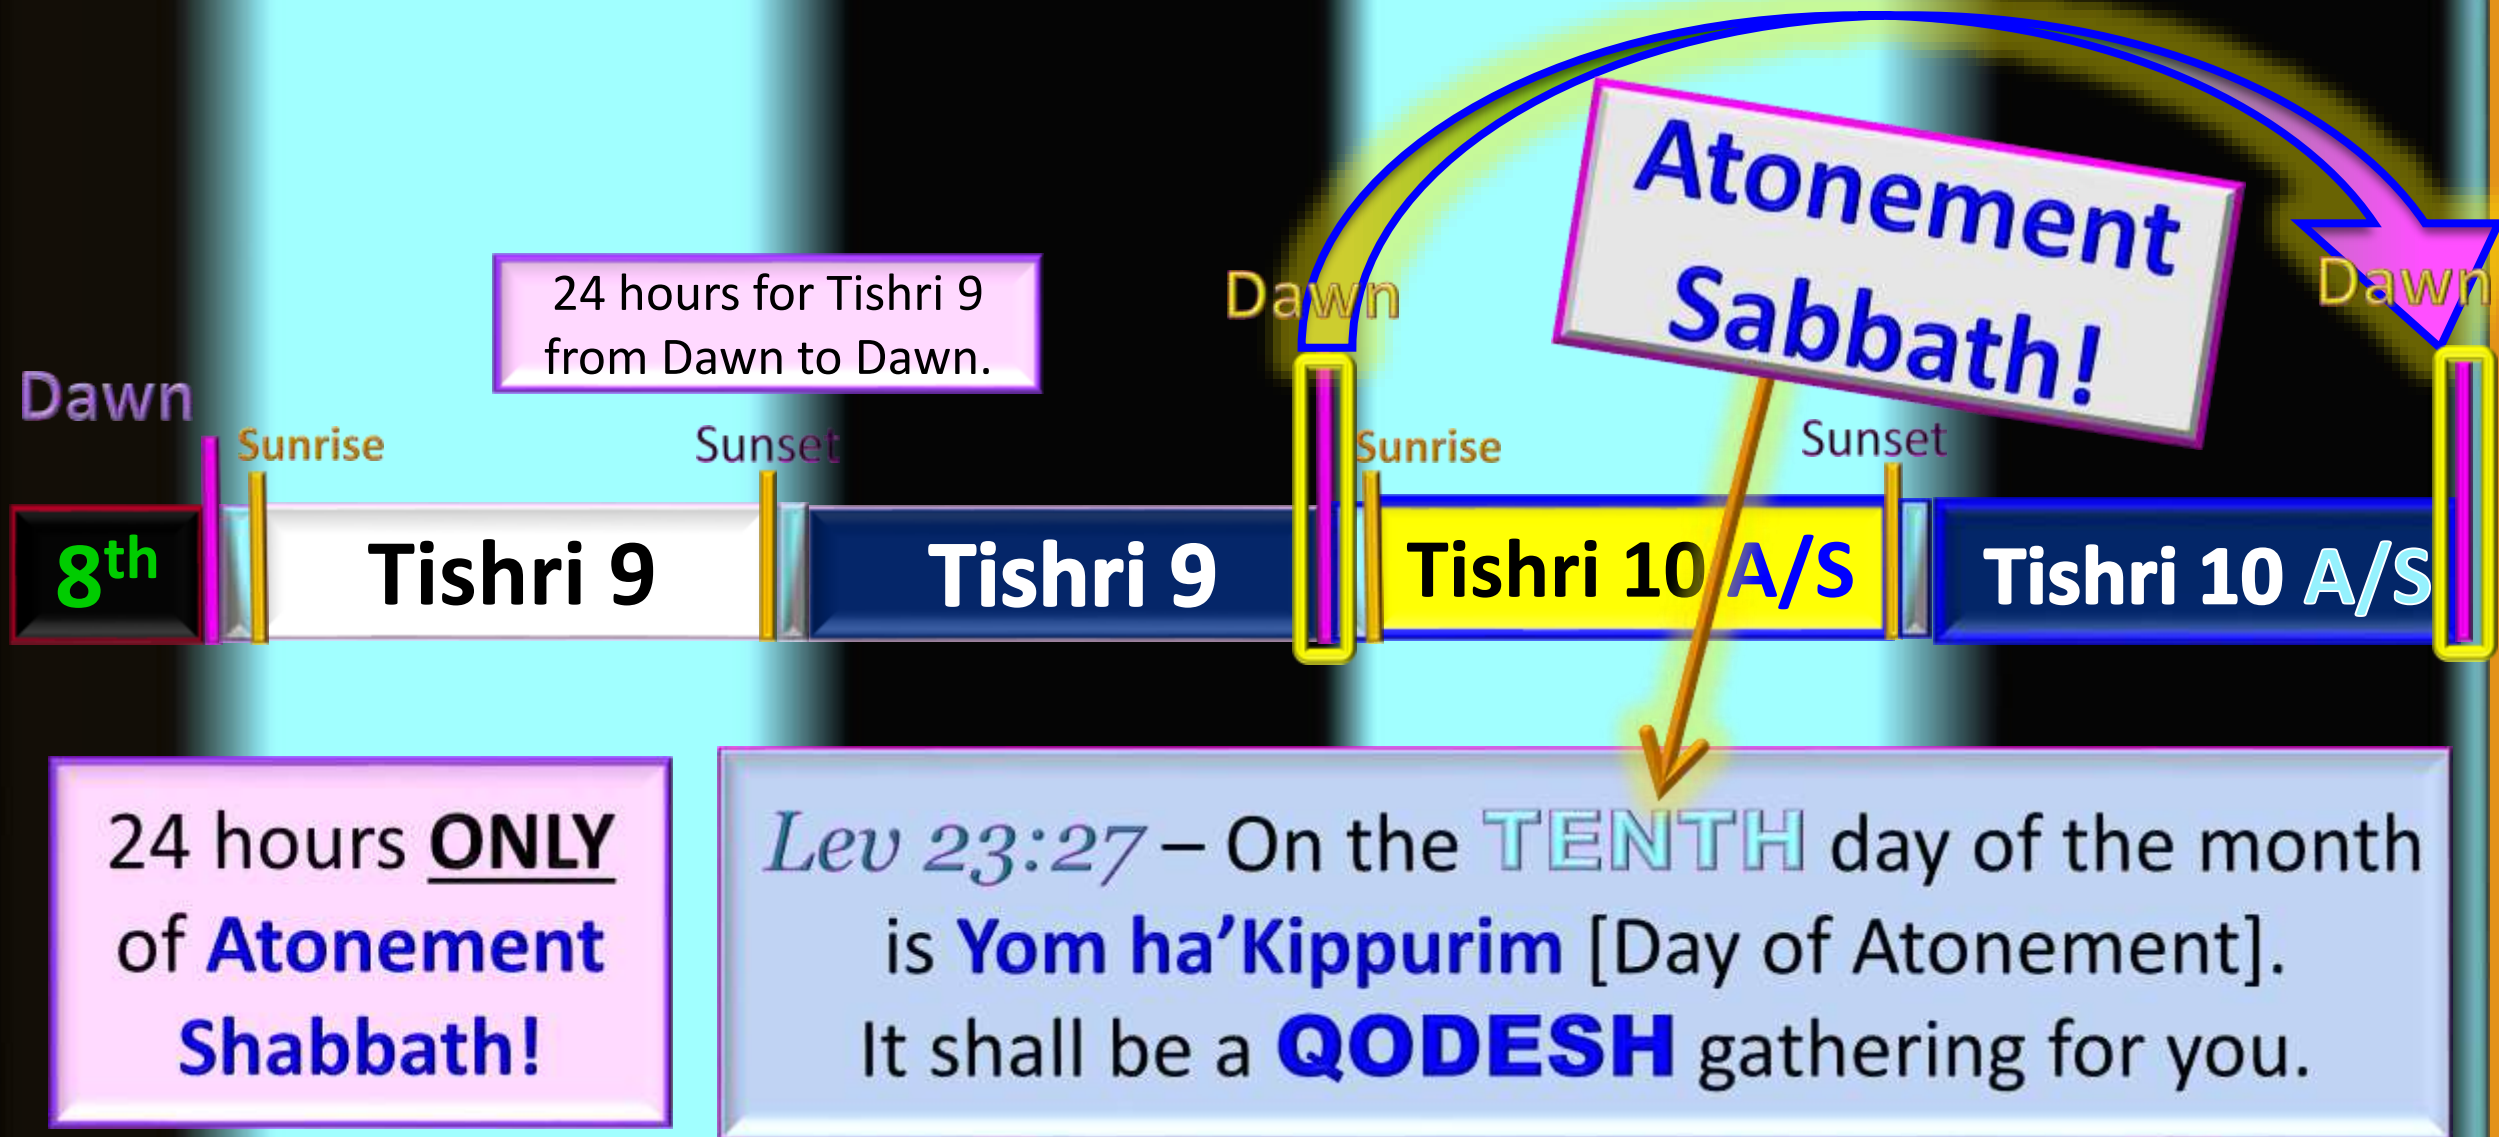 Atonement
Sabbath!
24 hours for Tishri 9
from Dawn to Dawn.
Dawn
Dawn
Dawn
Sunrise
Sunset
Sunrise
Sunset
8th
Tishri 9
Tishri 9
Tishri 10 A/S
Tishri 10 A/S
24 hours ONLY
of Atonement
Shabbath!
Lev 23:27 – On the TENTH day of the month
is Yom ha’Kippurim [Day of Atonement].
It shall be a QODESH gathering for you.